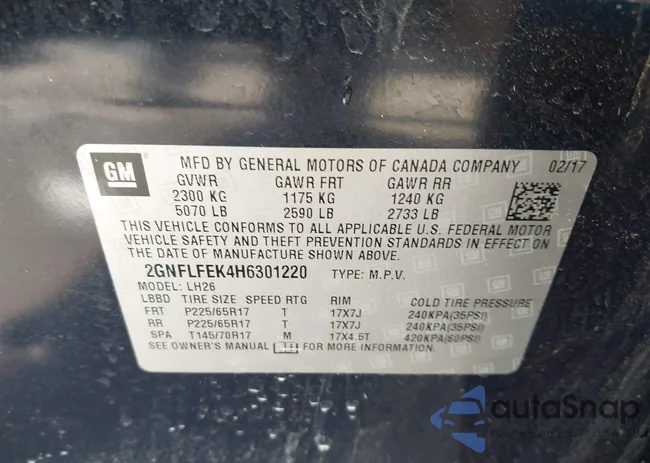 GM
MFD BY GENERAL MOTORS OF CANADA COMPANY 02/17
GVWR GAWR FRT GAWR RR
2300 KG 1175 KG 1240 KG
5070 LB 2590 LB 2733 LB
THIS VEHICLE CONFORMS TO ALL APPLICABLE U.S. FEDERAL MOTOR
VEHICLE SAFETY AND THEFT PREVENTION STANDARDS IN EFFECT ON
THE DATE OF MANUFACTURE SHOWN ABOVE.
2GNFLFEK4H6301220 TYPE: M.P.V.
MODEL: LH26
LBBD TIRE SIZE SPEED RTG RIM COLD TIRE PRESSURE
FRT P225/65R17 T 17X7J 240KPA(35PSI)
RR P225/65R17 T 17X7J 240KPA(35PSI)
SPA T145/70R17 M 17X4.5T 420KPA(60PSI)
SEE OWNER'S MANUAL FOR MORE INFORMATION.
autoSnap